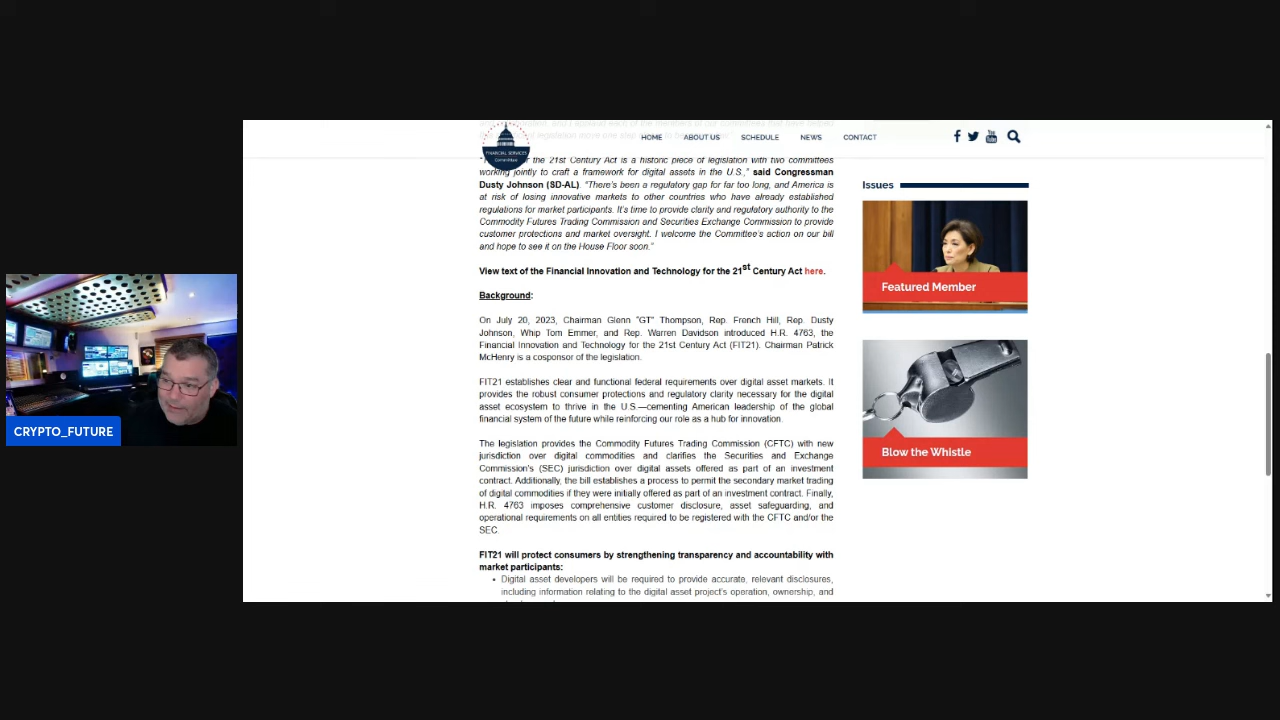 HOME ABOUT US SCHEDULE NEWS CONTACT
FINANCIAL SERVICES
Committee
the 21st Century Act is a historic piece of legislation with two committees
working jointly to craft a framework for digital assets in the U.S.,” said Congressman
Dusty Johnson (SD-AL). “There’s been a regulatory gap for far too long, and America is
at risk of losing innovative markets to other countries who have already established
regulations for market participants. It’s time to provide clarity and regulatory authority to the
Commodity Futures Trading Commission and Securities Exchange Commission to provide
customer protections and market oversight. I welcome the Committee’s action on our bill
and hope to see it on the House Floor soon.”
View text of the Financial Innovation and Technology for the 21st Century Act here.
Background:
On July 20, 2023, Chairman Glenn “GT” Thompson, Rep. French Hill, Rep. Dusty
Johnson, Whip Tom Emmer, and Rep. Warren Davidson introduced H.R. 4763, the
Financial Innovation and Technology for the 21st Century Act (FIT21). Chairman Patrick
McHenry is a cosponsor of the legislation.
FIT21 establishes clear and functional federal requirements over digital asset markets. It
provides the robust consumer protections and regulatory clarity necessary for the digital
asset ecosystem to thrive in the U.S.—cementing American leadership of the global
financial system of the future while reinforcing our role as a hub for innovation.
The legislation provides the Commodity Futures Trading Commission (CFTC) with new
jurisdiction over digital commodities and clarifies the Securities and Exchange
Commission’s (SEC) jurisdiction over digital assets offered as part of an investment
contract. Additionally, the bill establishes a process to permit the secondary market trading
of digital commodities if they were initially offered as part of an investment contract. Finally,
H.R. 4763 imposes comprehensive customer disclosure, asset safeguarding, and
operational requirements on all entities required to be registered with the CFTC and/or the
SEC.
FIT21 will protect consumers by strengthening transparency and accountability with
market participants:
• Digital asset developers will be required to provide accurate, relevant disclosures,
including information relating to the digital asset project’s operation, ownership, and
Issues
Featured Member
Blow the Whistle
CRYPTO_FUTURE